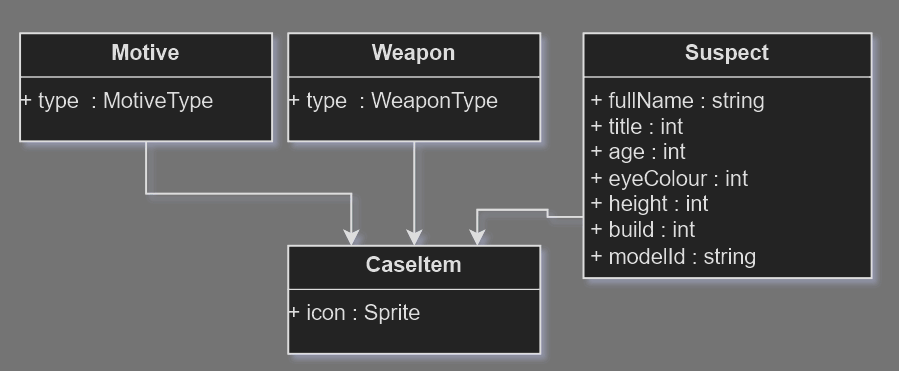 Motive
+ type : MotiveType
Weapon
+ type : WeaponType
Suspect
+ fullName : string
+ title : int
+ age : int
+ eyeColour : int
+ height : int
+ build : int
+ modelId : string
CaseItem
+ icon : Sprite